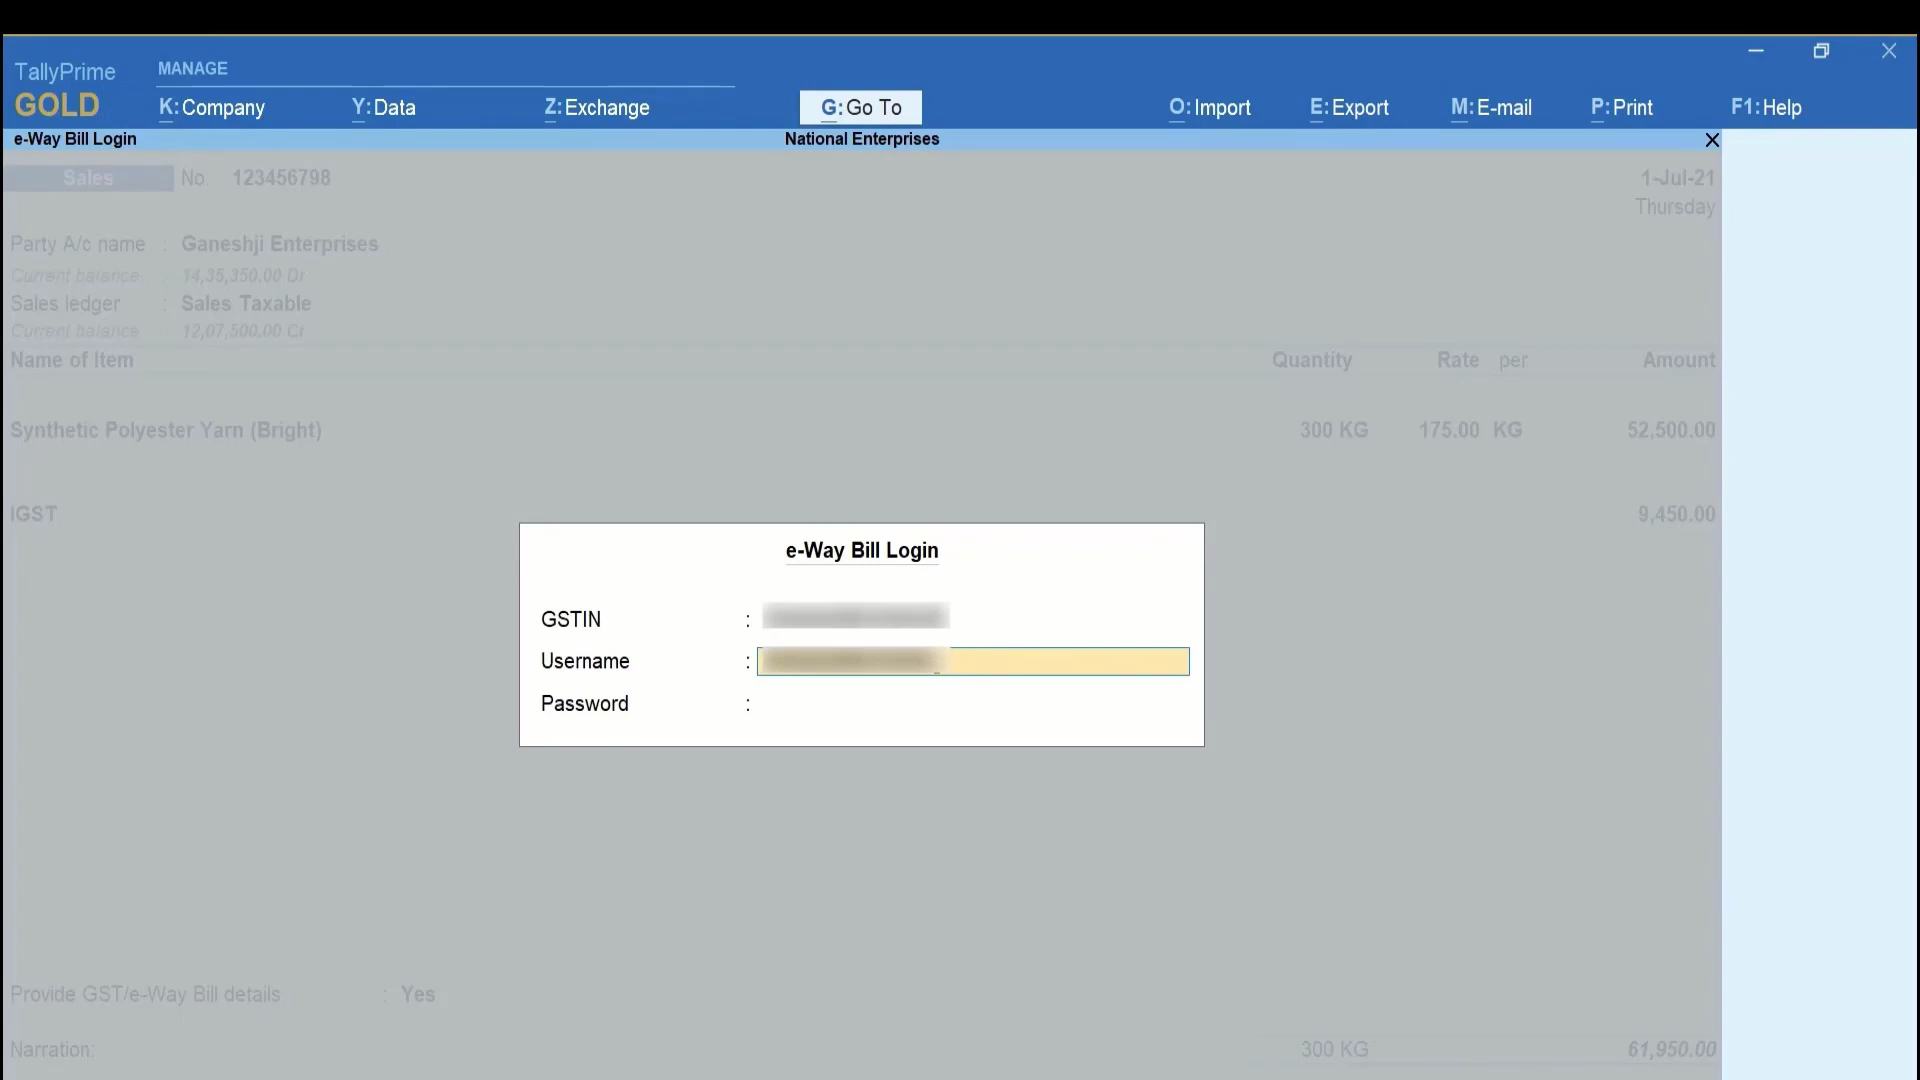 TallyPrime
GOLD
MANAGE
K: Company Y: Data Z: Exchange G: Go To O: Import E: Export M: E-mail P: Print F1: Help
e-Way Bill Login National Enterprises
Sales No. 123456798 1-Jul-21
Thursday
Party A/c name : Ganeshji Enterprises
Current balance : 14,35,350.00 Dr
Sales ledger : Sales Taxable
Current balance : 12,07,500.00 Cr
Name of Item Quantity Rate per Amount
Synthetic Polyester Yarn (Bright) 300 KG 175.00 KG 52,500.00
IGST 9,450.00
e-Way Bill Login
GSTIN :
Username :
Password :
Provide GST/e-Way Bill details : Yes
Narration: 300 KG 61,950.00